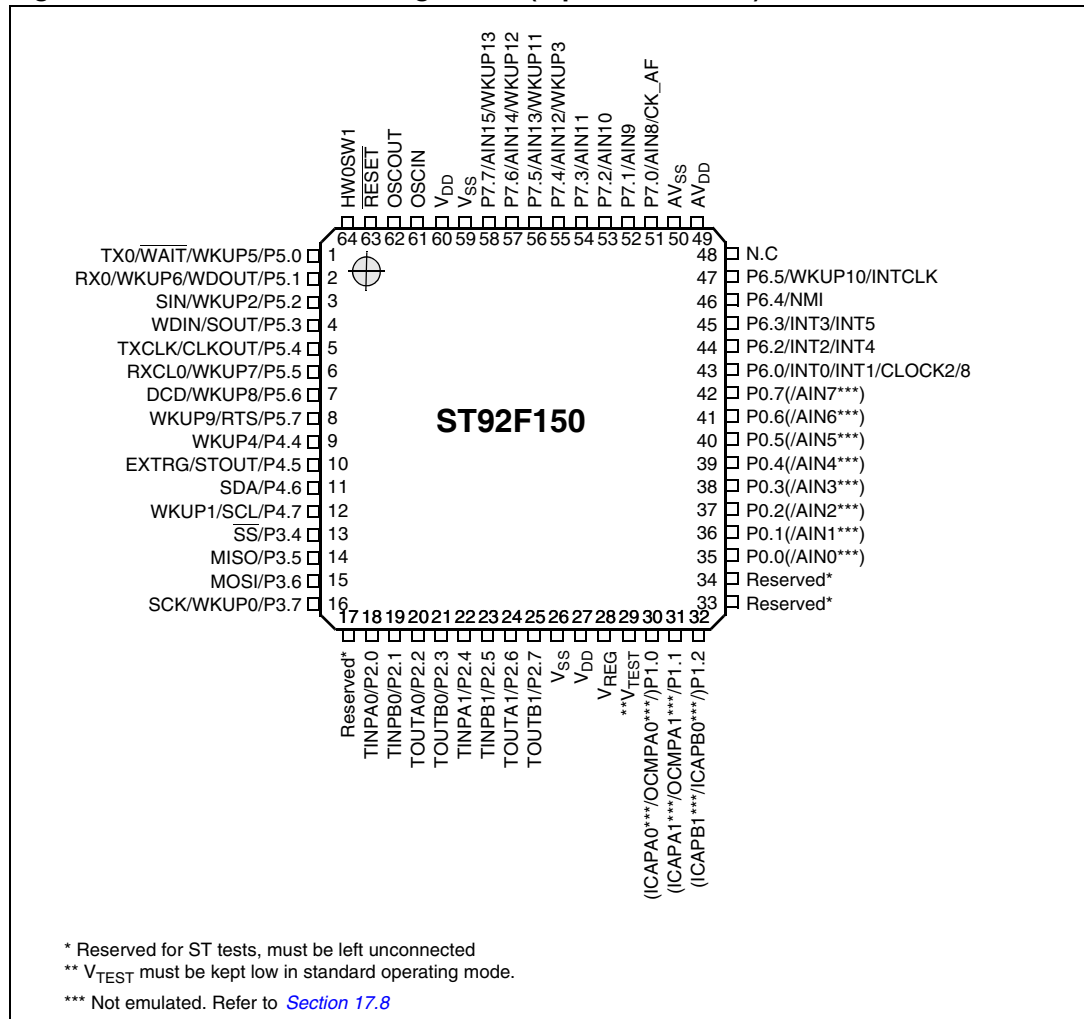 HW0SW1
RESET
OSCOUT
OSCIN
VDD
VSS
P7.7/AIN15/WKUP13
P7.6/AIN14/WKUP12
P7.5/AIN13/WKUP11
P7.4/AIN12/WKUP3
P7.3/AIN11
P7.2/AIN10
P7.1/AIN9
P7.0/AIN8/CK_AF
AVSS
AVDD
64 63 62 61 60 59 58 57 56 55 54 53 52 51 50 49
TX0/WAIT/WKUP5/P5.0 1
RX0/WKUP6/WDOUT/P5.1 2
SIN/WKUP2/P5.2 3
WDIN/SOUT/P5.3 4
TXCLK/CLKOUT/P5.4 5
RXCL0/WKUP7/P5.5 6
DCD/WKUP8/P5.6 7
WKUP9/RTS/P5.7 8
WKUP4/P4.4 9
EXTRG/STOUT/P4.5 10
SDA/P4.6 11
WKUP1/SCL/P4.7 12
SS/P3.4 13
MISO/P3.5 14
MOSI/P3.6 15
SCK/WKUP0/P3.7 16
ST92F150
48 N.C
47 P6.5/WKUP10/INTCLK
46 P6.4/NMI
45 P6.3/INT3/INT5
44 P6.2/INT2/INT4
43 P6.0/INT0/INT1/CLOCK2/8
42 P0.7(/AIN7***)
41 P0.6(/AIN6***)
40 P0.5(/AIN5***)
39 P0.4(/AIN4***)
38 P0.3(/AIN3***)
37 P0.2(/AIN2***)
36 P0.1(/AIN1***)
35 P0.0(/AIN0***)
34 Reserved*
33 Reserved*
17 18 19 20 21 22 23 24 25 26 27 28 29 30 31 32
Reserved*
TINPA0/P2.0
TINPB0/P2.1
TOUTA0/P2.2
TOUTB0/P2.3
TINPA1/P2.4
TINPB1/P2.5
TOUTA1/P2.6
TOUTB1/P2.7
VSS
VDD
VREG
**VTEST
(ICAPA0***/OCMPA0***/)P1.0
(ICAPA1***/OCMPA1***/)P1.1
(ICAPB1***/ICAPB0***/)P1.2
* Reserved for ST tests, must be left unconnected
** VTEST must be kept low in standard operating mode.
*** Not emulated. Refer to Section 17.8